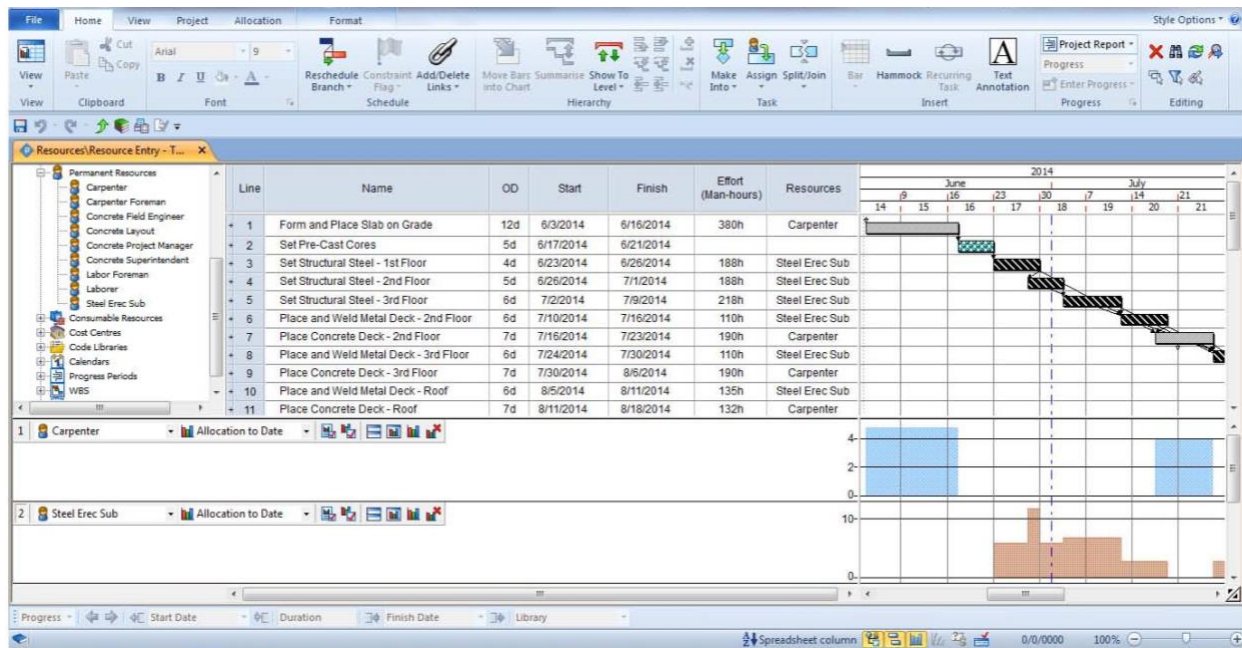 File Home View Project Allocation Format Style Options
View Paste Cut Copy Arial 9 B I U A Reschedule Branch Constraint Flag Add/Delete Links Move Bars into Chart Summarise Show To Level Make Into Assign Split/Join Bar Hammock Recurring Task Text Annotation Project Report Progress Enter Progress
View Clipboard Font Schedule Hierarchy Task Insert Progress Editing
Resources\Resource Entry - T...
Permanent Resources
Carpenter
Carpenter Foreman
Concrete Field Engineer
Concrete Layout
Concrete Project Manager
Concrete Superintendent
Labor Foreman
Laborer
Steel Erec Sub
Consumable Resources
Cost Centres
Code Libraries
Calendars
Progress Periods
WBS
Line Name OD Start Finish Effort (Man-hours) Resources
2014
June July
9 16 23 30 7 14 21
14 15 16 17 18 19 20 21
1 Form and Place Slab on Grade 12d 6/3/2014 6/16/2014 380h Carpenter
2 Set Pre-Cast Cores 5d 6/17/2014 6/21/2014
3 Set Structural Steel - 1st Floor 4d 6/23/2014 6/26/2014 188h Steel Erec Sub
4 Set Structural Steel - 2nd Floor 5d 6/26/2014 7/1/2014 188h Steel Erec Sub
5 Set Structural Steel - 3rd Floor 6d 7/2/2014 7/9/2014 218h Steel Erec Sub
6 Place and Weld Metal Deck - 2nd Floor 6d 7/10/2014 7/16/2014 110h Steel Erec Sub
7 Place Concrete Deck - 2nd Floor 7d 7/16/2014 7/23/2014 190h Carpenter
8 Place and Weld Metal Deck - 3rd Floor 6d 7/24/2014 7/30/2014 110h Steel Erec Sub
9 Place Concrete Deck - 3rd Floor 7d 7/30/2014 8/6/2014 190h Carpenter
10 Place and Weld Metal Deck - Roof 6d 8/5/2014 8/11/2014 135h Steel Erec Sub
11 Place Concrete Deck - Roof 7d 8/11/2014 8/18/2014 132h Carpenter
1 Carpenter Allocation to Date
4
2
0
2 Steel Erec Sub Allocation to Date
10
0
Progress Start Date Duration Finish Date Library
Spreadsheet column 0/0/0000 100%